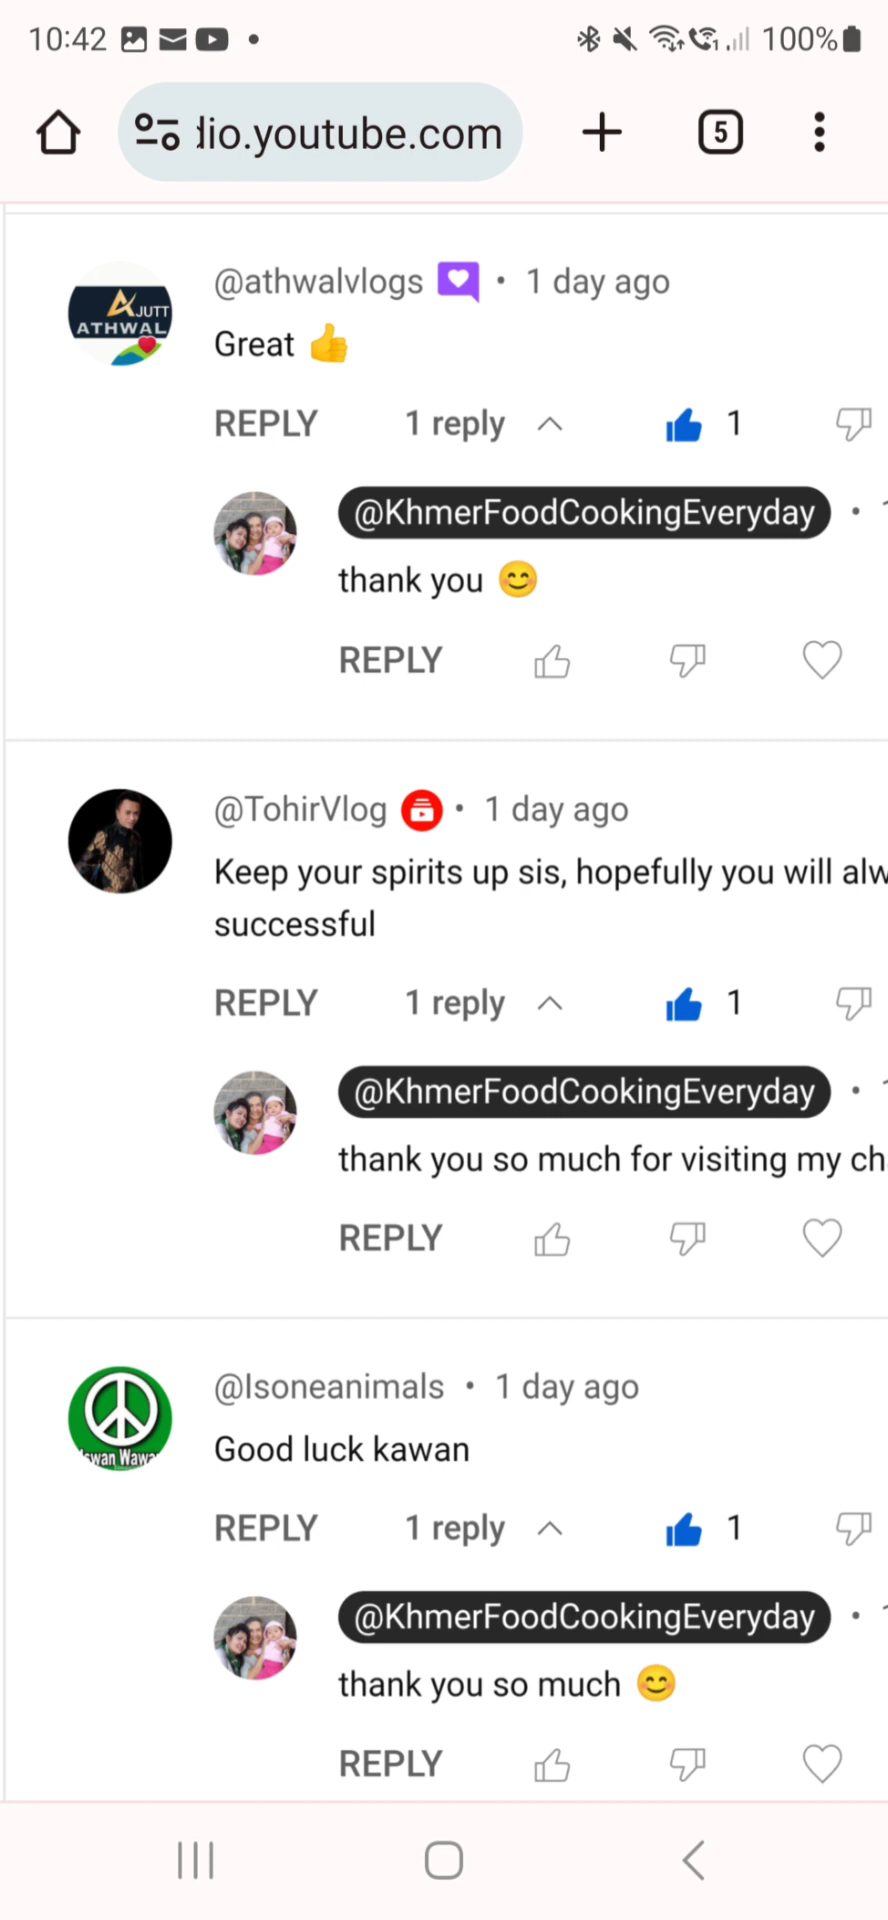 10:42
100%
dio.youtube.com
5
@athwalvlogs • 1 day ago
JUTT
ATHWAL
Great 👍
REPLY 1 reply 1
@KhmerFoodCookingEveryday •
thank you 😊
REPLY
@TohirVlog • 1 day ago
Keep your spirits up sis, hopefully you will alw
successful
REPLY 1 reply 1
@KhmerFoodCookingEveryday •
thank you so much for visiting my ch
REPLY
@Isoneanimals • 1 day ago
Good luck kawan
REPLY 1 reply 1
@KhmerFoodCookingEveryday •
thank you so much 😊
REPLY